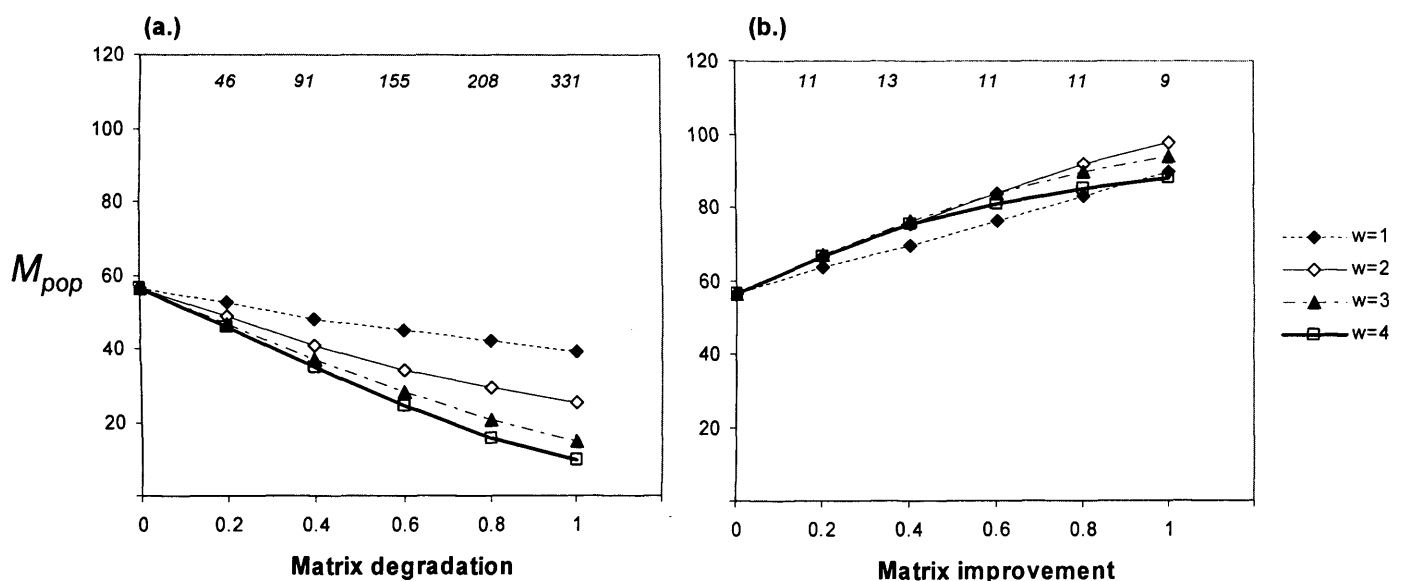 (a.)
120
100
80
60
40
20
46 91 155 208 331
0 0.2 0.4 0.6 0.8 1
Matrix degradation
Mpop
(b.)
120
100
80
60
40
20
11 13 11 11 9
0 0.2 0.4 0.6 0.8 1
Matrix improvement
w=1
w=2
w=3
w=4